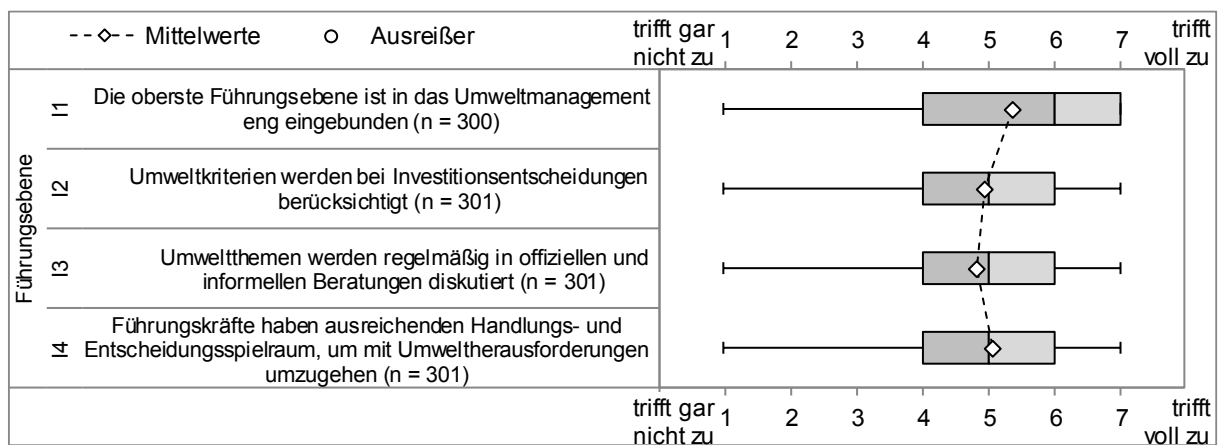 Mittelwerte Ausreißer
trifft gar
nicht zu
1 2 3 4 5 6 7
trifft
voll zu
Führungsebene
I1
Die oberste Führungsebene ist in das Umweltmanagement
eng eingebunden (n = 300)
I2
Umweltkriterien werden bei Investitionsentscheidungen
berücksichtigt (n = 301)
I3
Umweltthemen werden regelmäßig in offiziellen und
informellen Beratungen diskutiert (n = 301)
I4
Führungskräfte haben ausreichenden Handlungs- und
Entscheidungsspielraum, um mit Umweltherausforderungen
umzugehen (n = 301)
trifft gar
nicht zu
1 2 3 4 5 6 7
trifft
voll zu